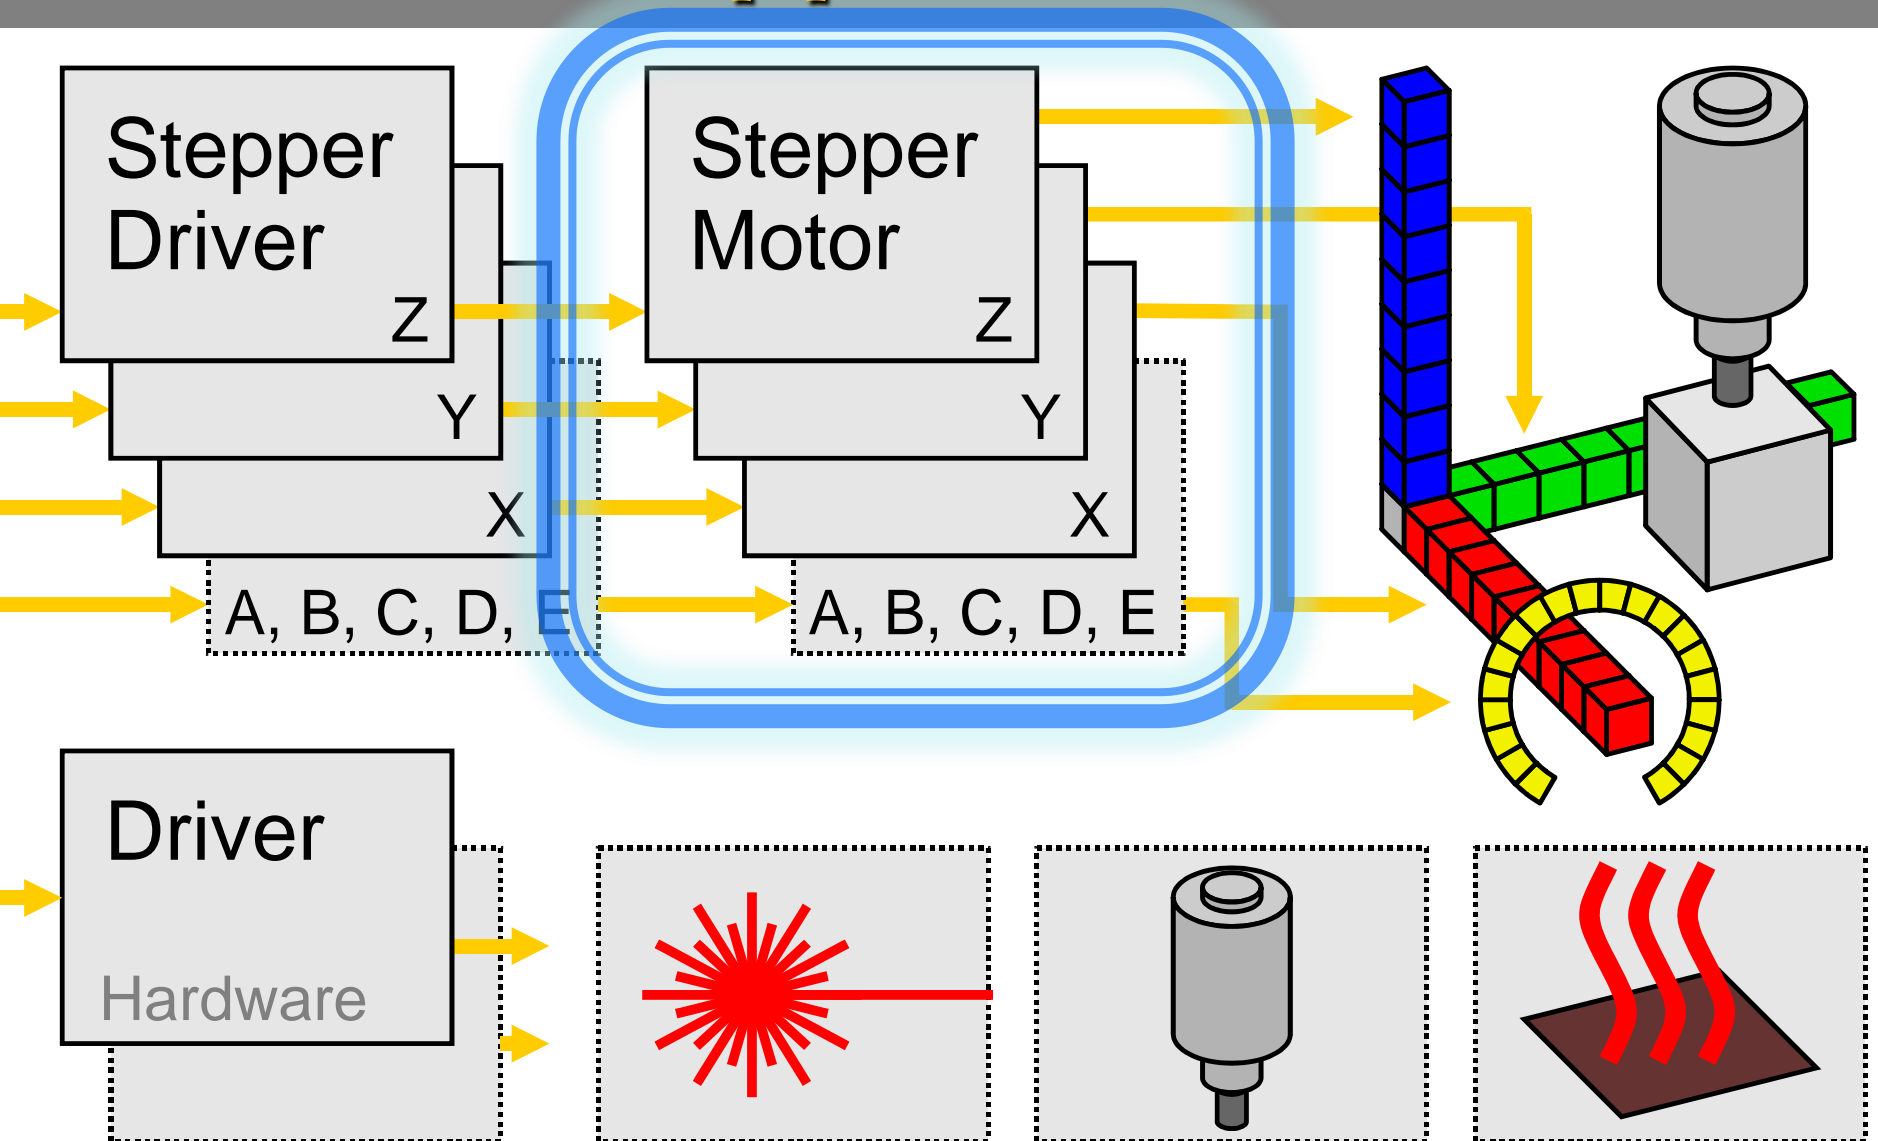 Stepper
Driver
Z
Y
X
A, B, C, D, E
Stepper
Motor
Z
Y
X
A, B, C, D, E
Driver
Hardware